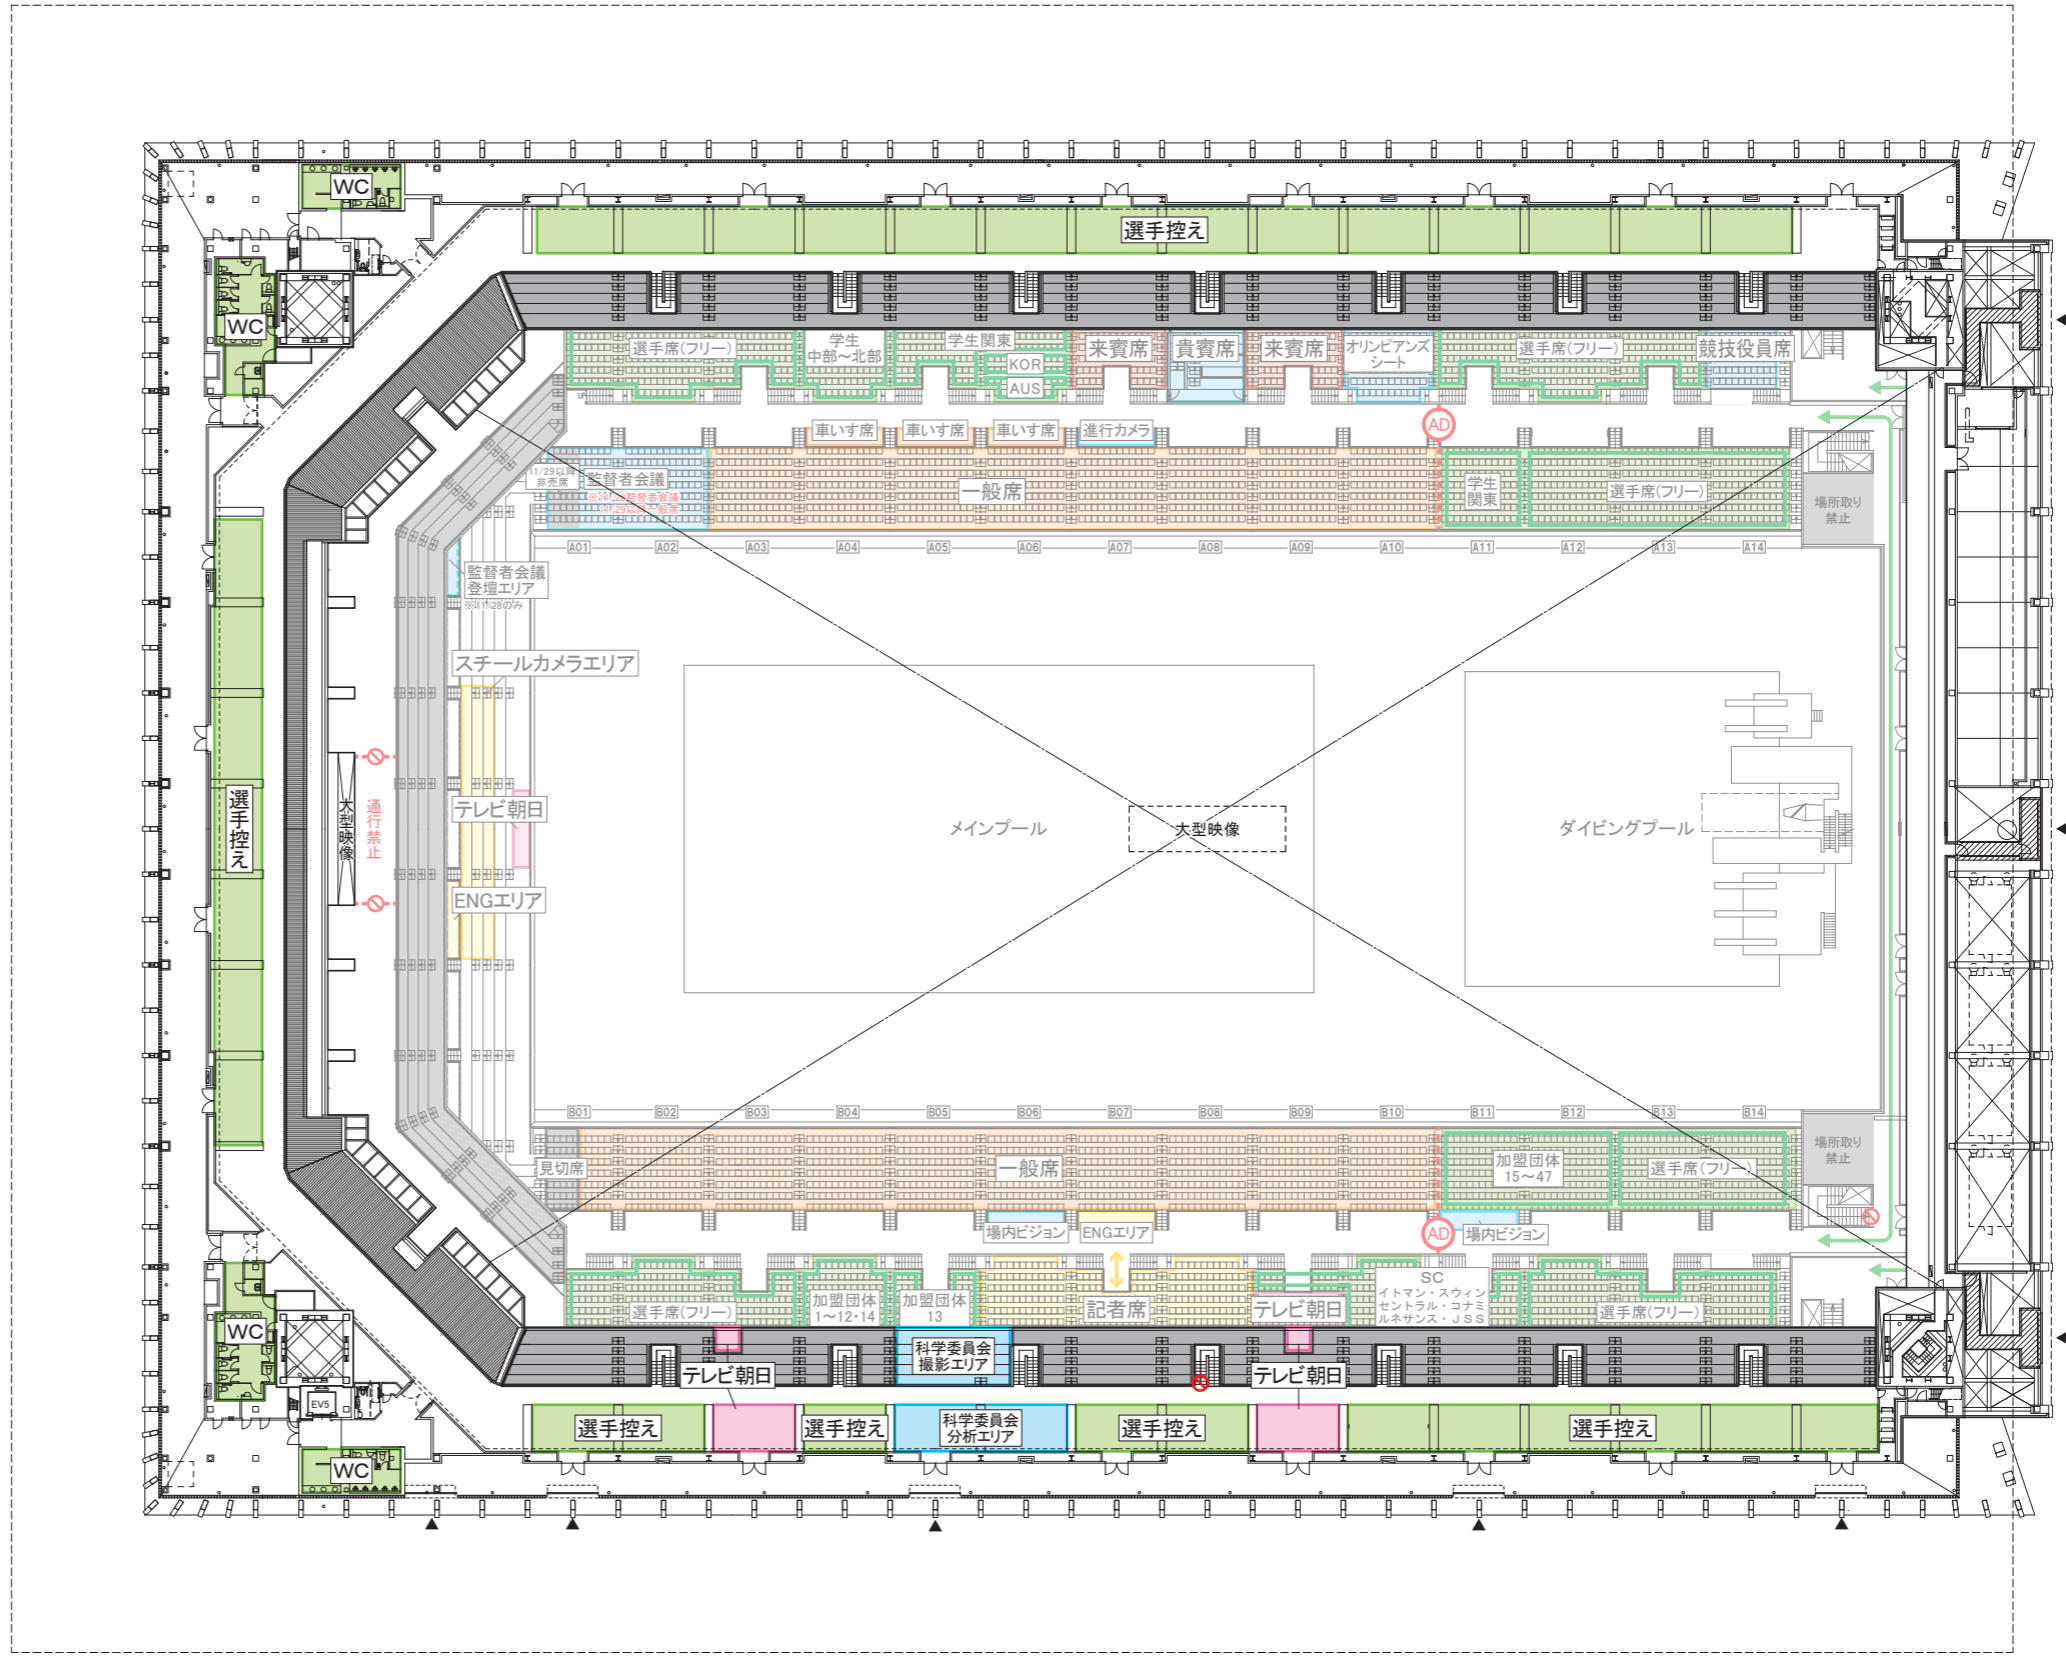 WC
選手控え
WC
選手席(フリー)
学生
中部～北部
学生関東
KOR
AUS
来賓席
貴賓席
来賓席
オリンピアンズ
シート
選手席(フリー)
競技役員席
UP
車いす席
車いす席
車いす席
進行カメラ
AD
11/29以降
非売席
監督者会議
一般席
学生
関東
選手席(フリー)
場所取り
禁止
A01
A02
A03
A04
A05
A06
A07
A08
A09
A10
A11
A12
A13
A14
監督者会議
登壇エリア
※11/28のみ
スチールカメラエリア
選手控え
大型映像
通行禁止
テレビ朝日
メインプール
大型映像
ダイビングプール
ENGエリア
B01
B02
B03
B04
B05
B06
B07
B08
B09
B10
B11
B12
B13
B14
見切席
一般席
加盟団体
15～47
選手席(フリー)
場所取り
禁止
場内ビジョン
ENGエリア
AD
場内ビジョン
選手席(フリー)
加盟団体
1～12・14
加盟団体
13
記者席
テレビ朝日
SC
イトマン・スウィン
セントラル・コナミ
ルネサンス・JSS
選手席(フリー)
WC
科学委員会
撮影エリア
テレビ朝日
テレビ朝日
EV5
選手控え
選手控え
科学委員会
分析エリア
選手控え
選手控え
WC